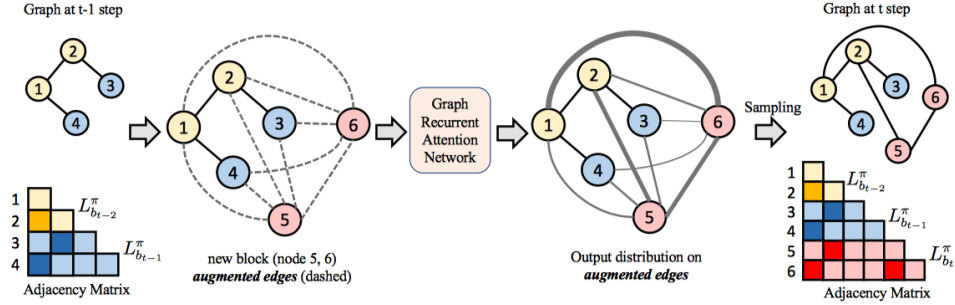 Graph at t-1 step
2
1
3
4
1
2
3
4
L^π_{b_{t-2}}
L^π_{b_{t-1}}
Adjacency Matrix
2
1
3
6
4
5
new block (node 5, 6)
augmented edges (dashed)
Graph
Recurrent
Attention
Network
2
1
3
6
4
5
Output distribution on
augmented edges
Sampling
Graph at t step
2
1
3
6
4
5
1
2
3
4
5
6
L^π_{b_{t-2}}
L^π_{b_{t-1}}
L^π_{b_t}
Adjacency Matrix